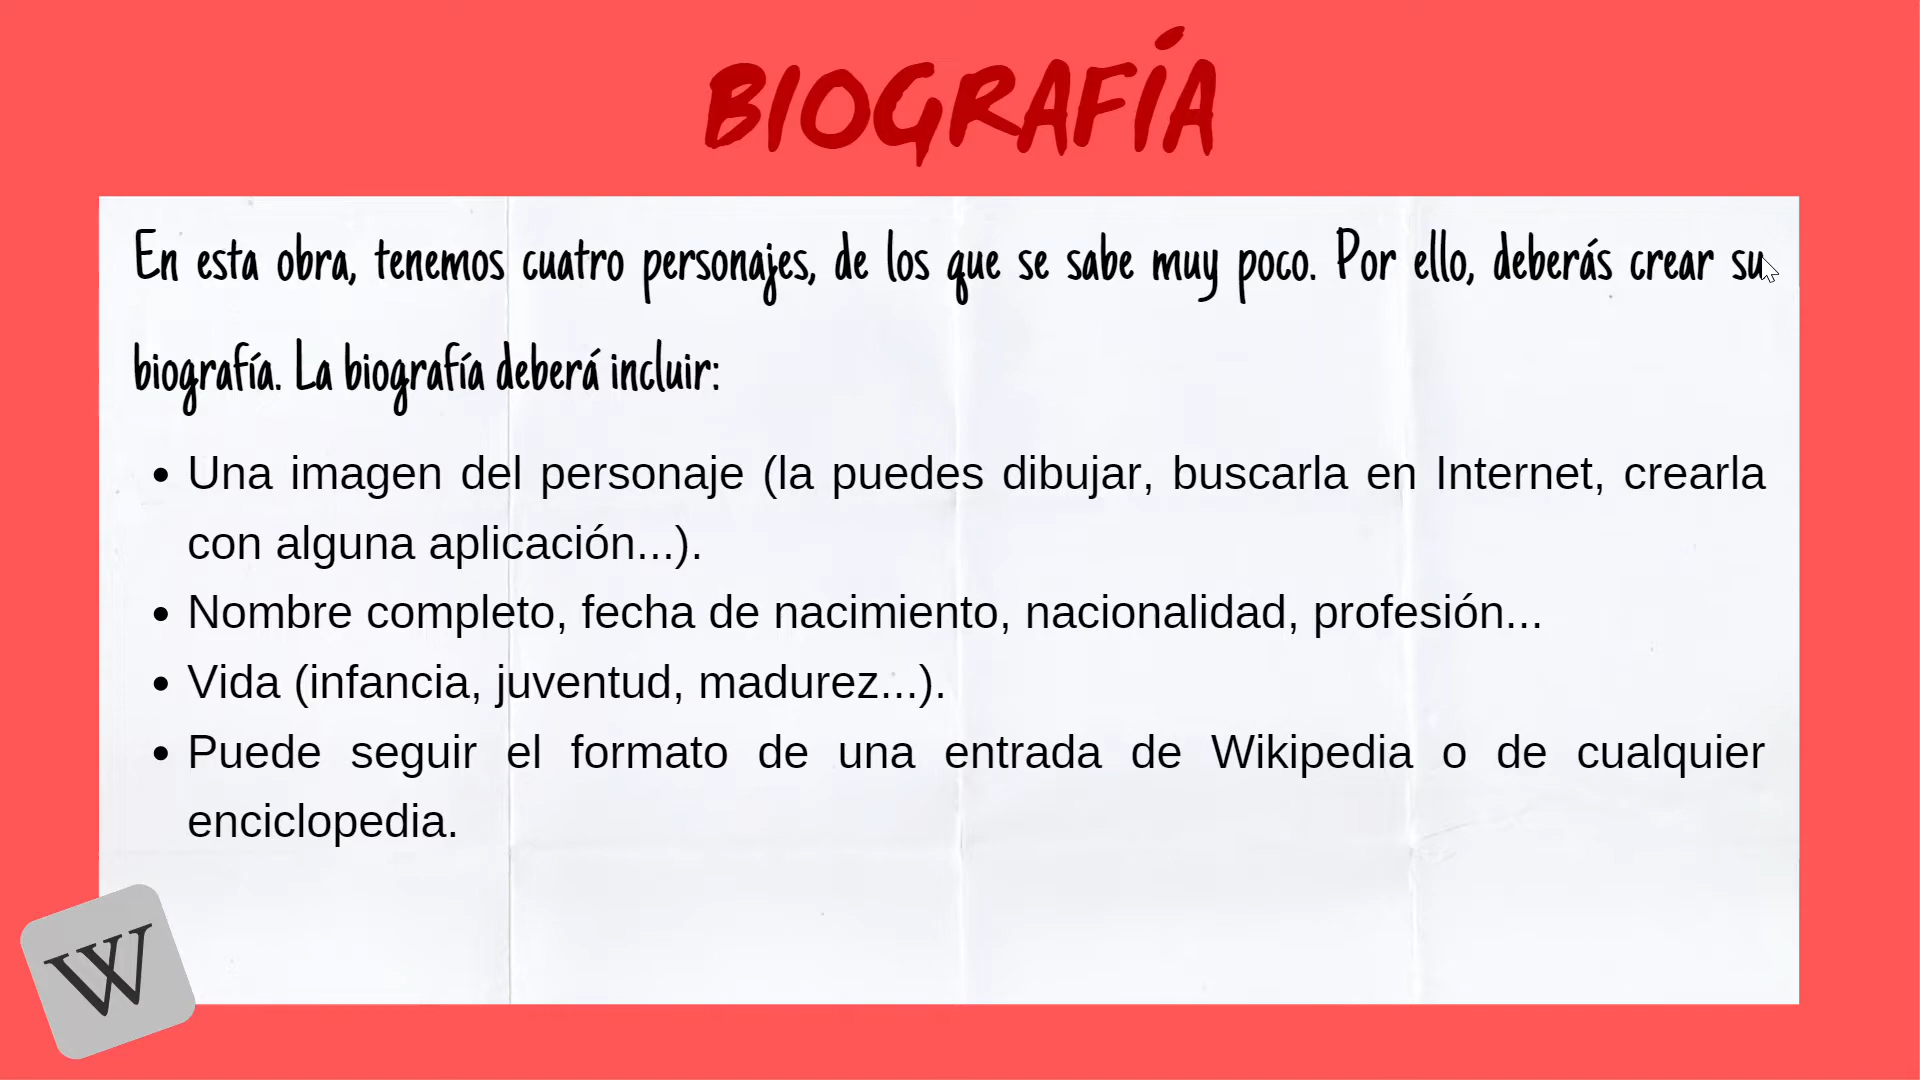 BIOGRAFÍA
En esta obra, tenemos cuatro personajes, de los que se sabe muy poco. Por ello, deberás crear su
biografía. La biografía deberá incluir:
• Una imagen del personaje (la puedes dibujar, buscarla en Internet, crearla
con alguna aplicación...).
• Nombre completo, fecha de nacimiento, nacionalidad, profesión...
• Vida (infancia, juventud, madurez...).
• Puede seguir el formato de una entrada de Wikipedia o de cualquier
enciclopedia.
W